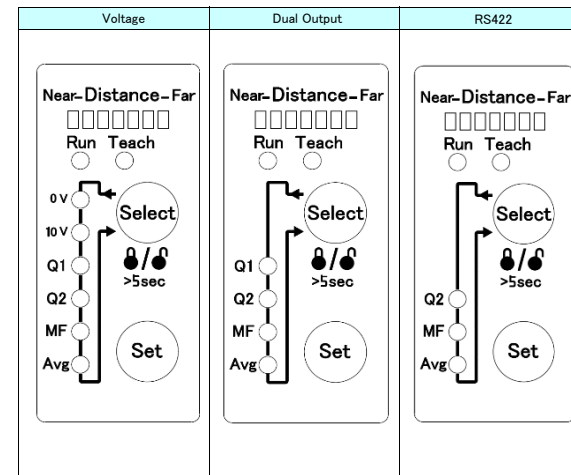 Voltage
Near-Distance-Far
Run Teach
0 V
10 V
Q1
Q2
MF
Avg
Select
>5sec
Set
Dual Output
Near-Distance-Far
Run Teach
Q1
Q2
MF
Avg
Select
>5sec
Set
RS422
Near-Distance-Far
Run Teach
Q2
MF
Avg
Select
>5sec
Set